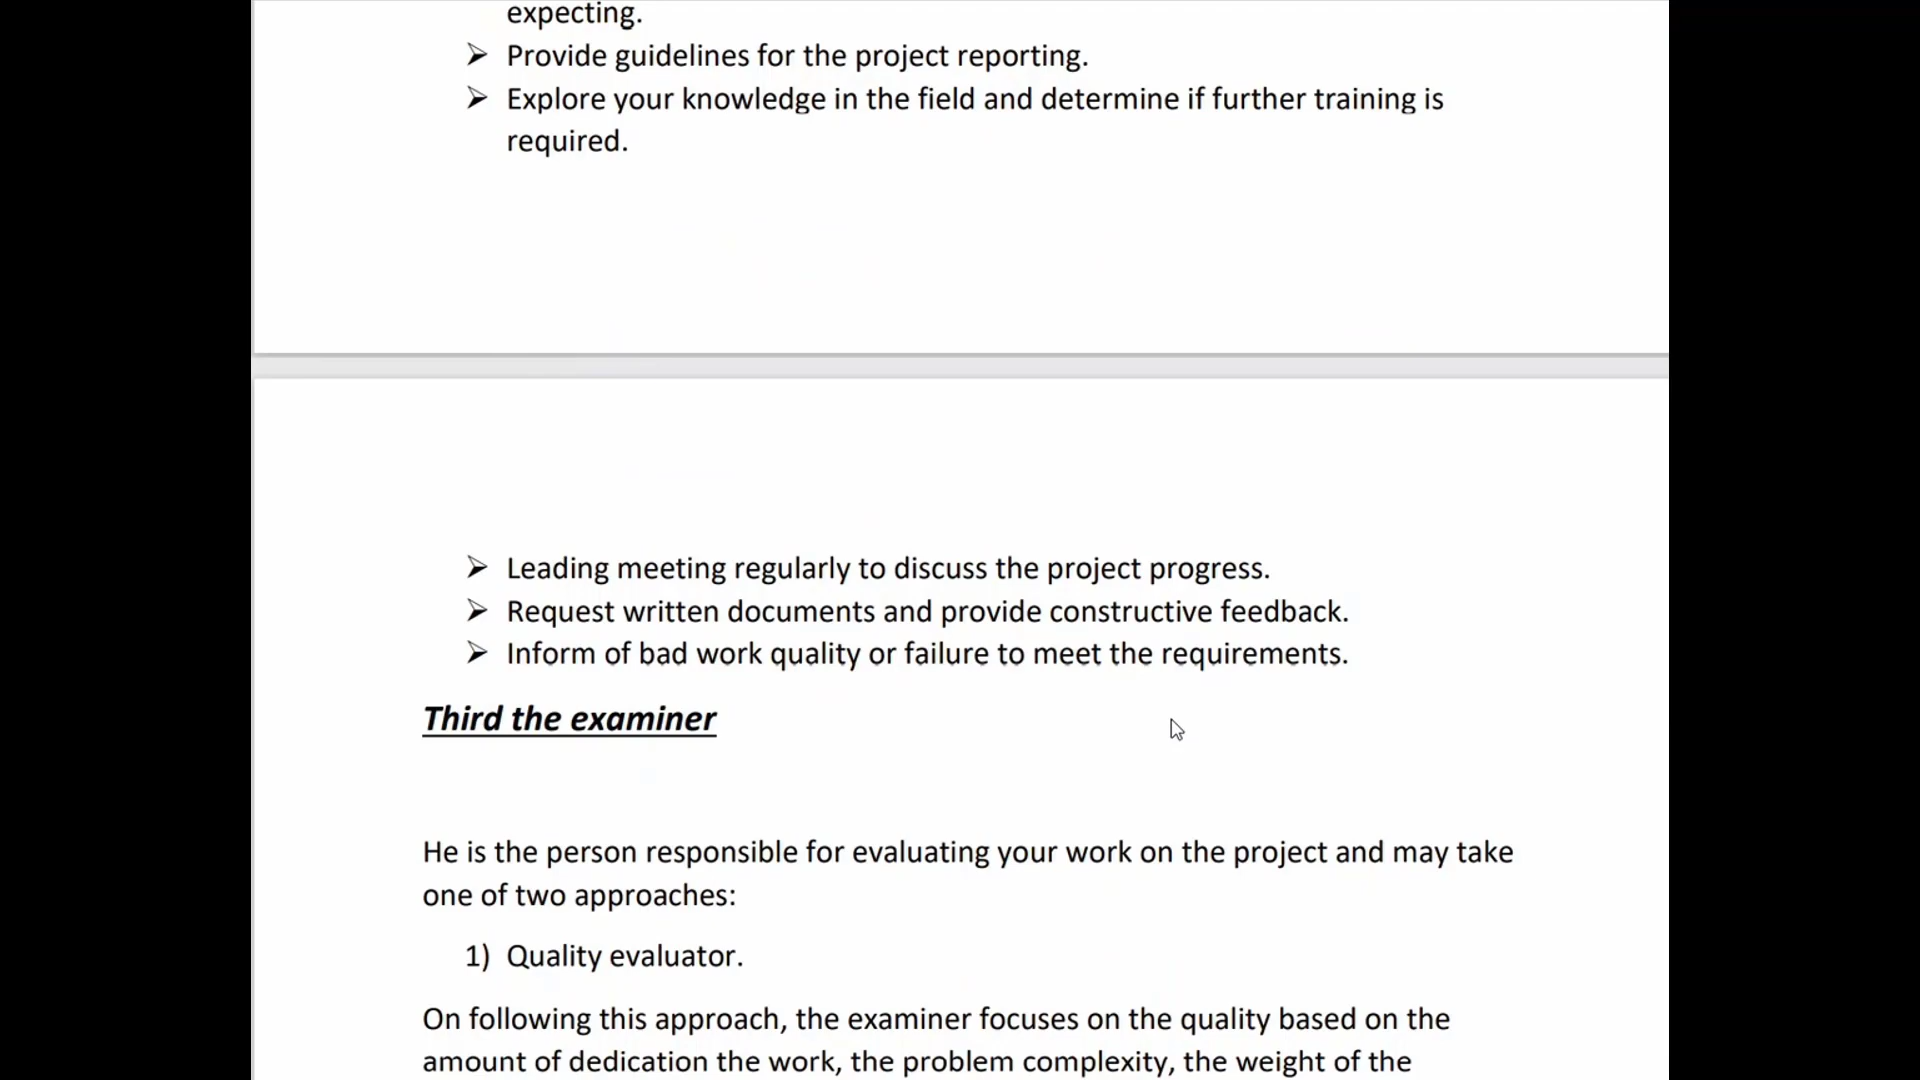 expecting.
➢ Provide guidelines for the project reporting.
➢ Explore your knowledge in the field and determine if further training is
required.
➢ Leading meeting regularly to discuss the project progress.
➢ Request written documents and provide constructive feedback.
➢ Inform of bad work quality or failure to meet the requirements.
Third the examiner
He is the person responsible for evaluating your work on the project and may take
one of two approaches:
1) Quality evaluator.
On following this approach, the examiner focuses on the quality based on the
amount of dedication the work, the problem complexity, the weight of the